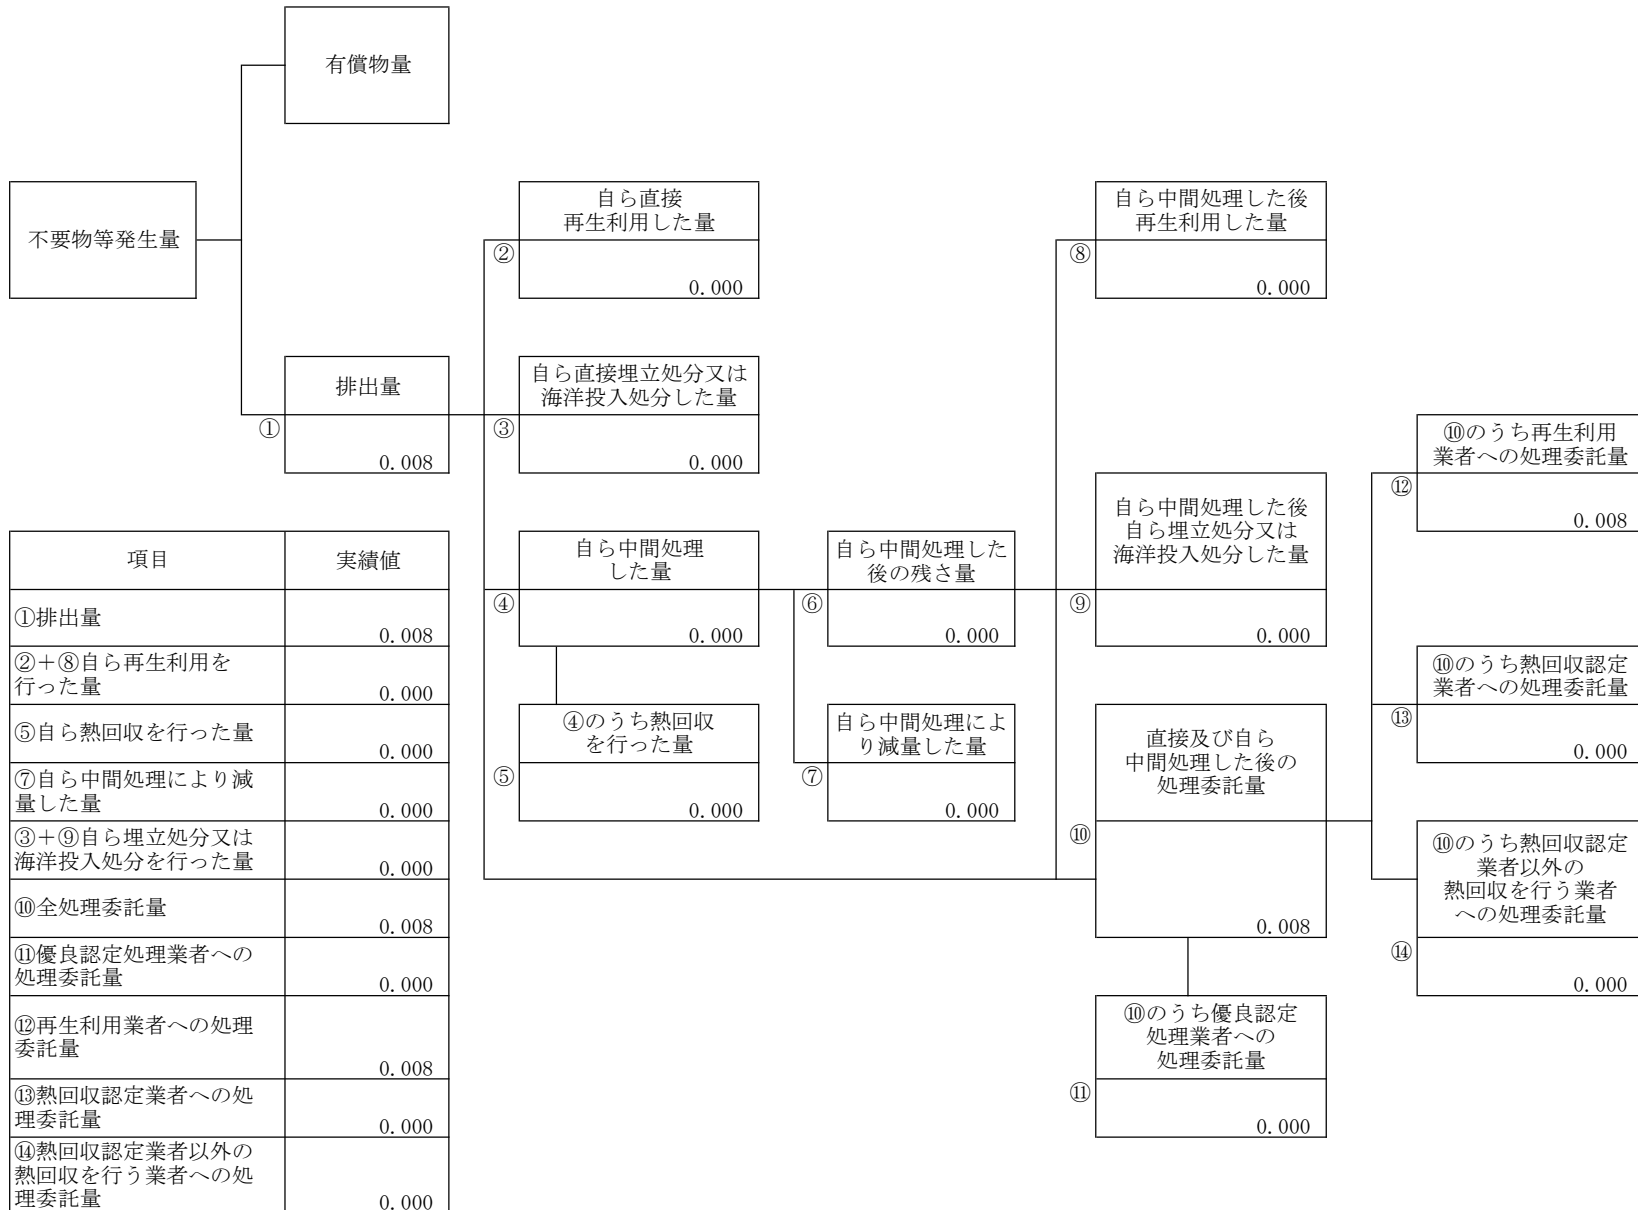 有償物量
不要物等発生量
自ら直接
再生利用した量
②
0.000
自ら中間処理した後
再生利用した量
⑧
0.000
排出量
①
0.008
自ら直接埋立処分又は
海洋投入処分した量
③
0.000
⑩のうち再生利用
業者への処理委託量
⑫
0.008
自ら中間処理
した量
④
0.000
自ら中間処理した
後の残さ量
⑥
0.000
自ら中間処理した後
自ら埋立処分又は
海洋投入処分した量
⑨
0.000
⑩のうち熱回収認定
業者への処理委託量
⑬
0.000
④のうち熱回収
を行った量
⑤
0.000
自ら中間処理によ
り減量した量
⑦
0.000
直接及び自ら
中間処理した後の
処理委託量
⑩
0.008
⑩のうち熱回収認定
業者以外の
熱回収を行う業者
への処理委託量
⑭
0.000
⑩のうち優良認定
処理業者への
処理委託量
⑪
0.000
項目 実績値
①排出量 0.008
②+⑧自ら再生利用を
行った量 0.000
⑤自ら熱回収を行った量 0.000
⑦自ら中間処理により減
量した量 0.000
③+⑨自ら埋立処分又は
海洋投入処分を行った量 0.000
⑩全処理委託量 0.008
⑪優良認定処理業者への
処理委託量 0.000
⑫再生利用業者への処理
委託量 0.008
⑬熱回収認定業者への処
理委託量 0.000
⑭熱回収認定業者以外の
熱回収を行う業者への処
理委託量 0.000